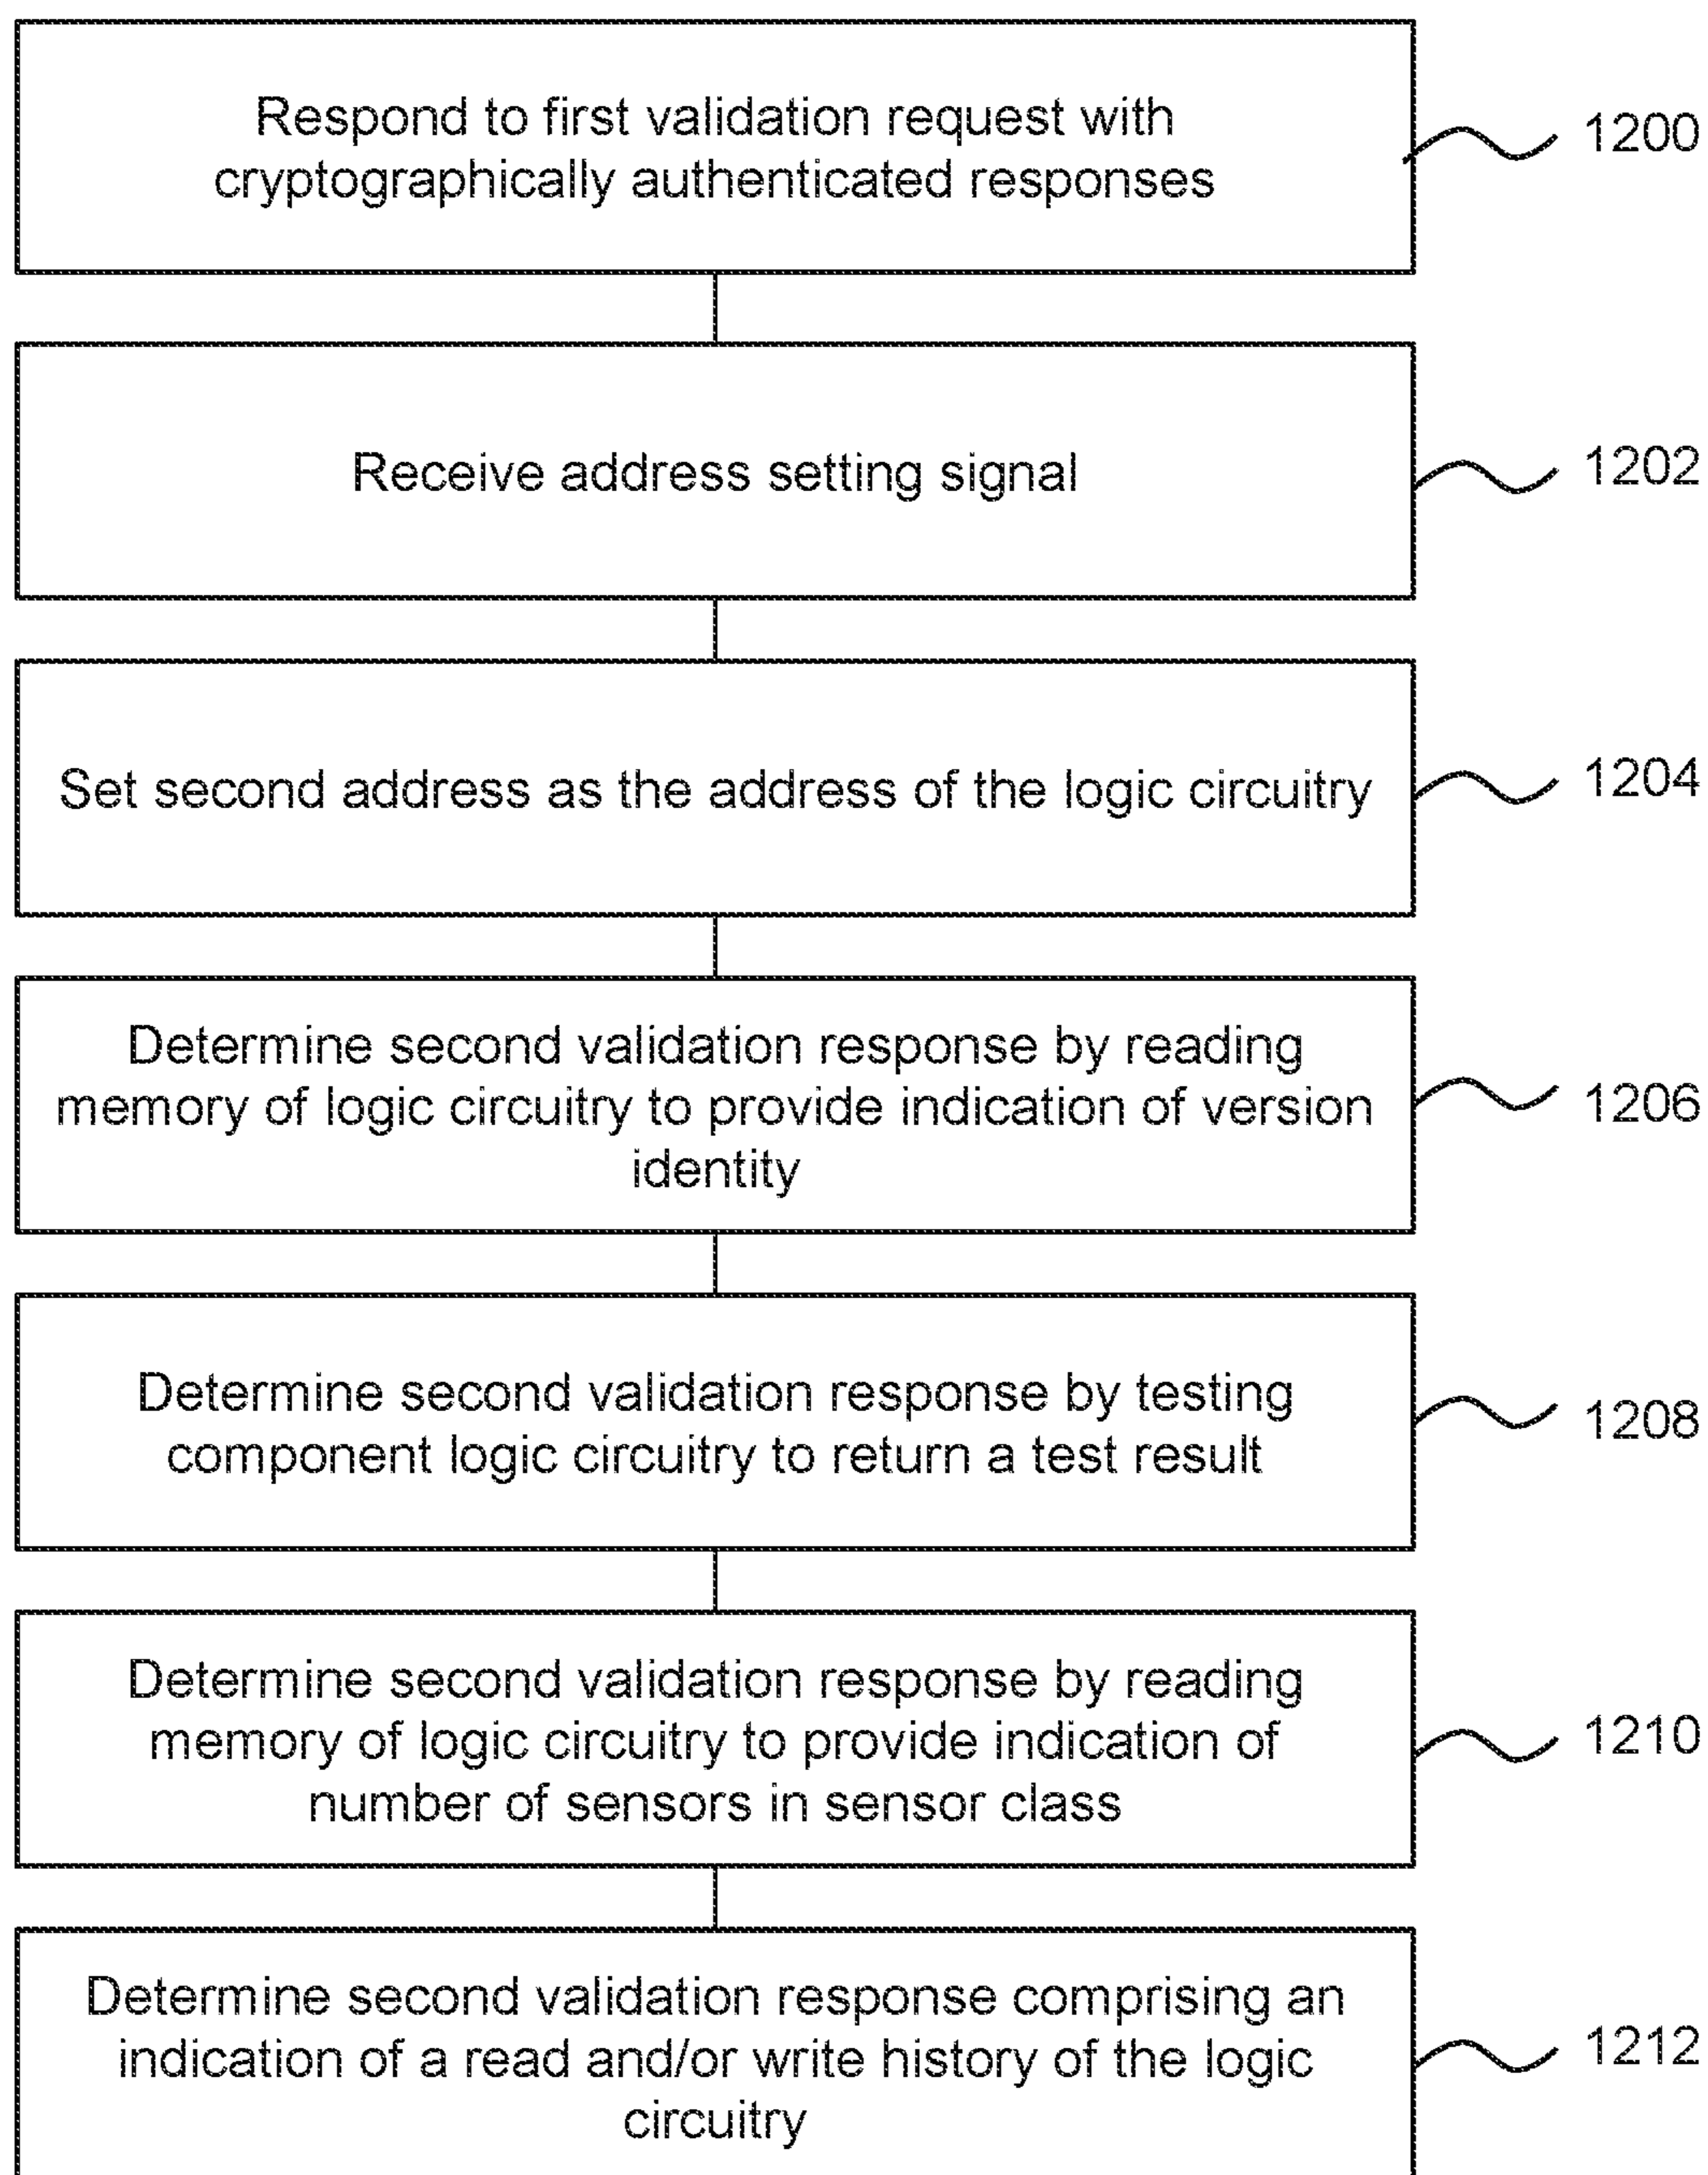 Respond to first validation request with
cryptographically authenticated responses
1200
Receive address setting signal
1202
Set second address as the address of the logic circuitry
1204
Determine second validation response by reading
memory of logic circuitry to provide indication of version
identity
1206
Determine second validation response by testing
component logic circuitry to return a test result
1208
Determine second validation response by reading
memory of logic circuitry to provide indication of
number of sensors in sensor class
1210
Determine second validation response comprising an
indication of a read and/or write history of the logic
circuitry
1212